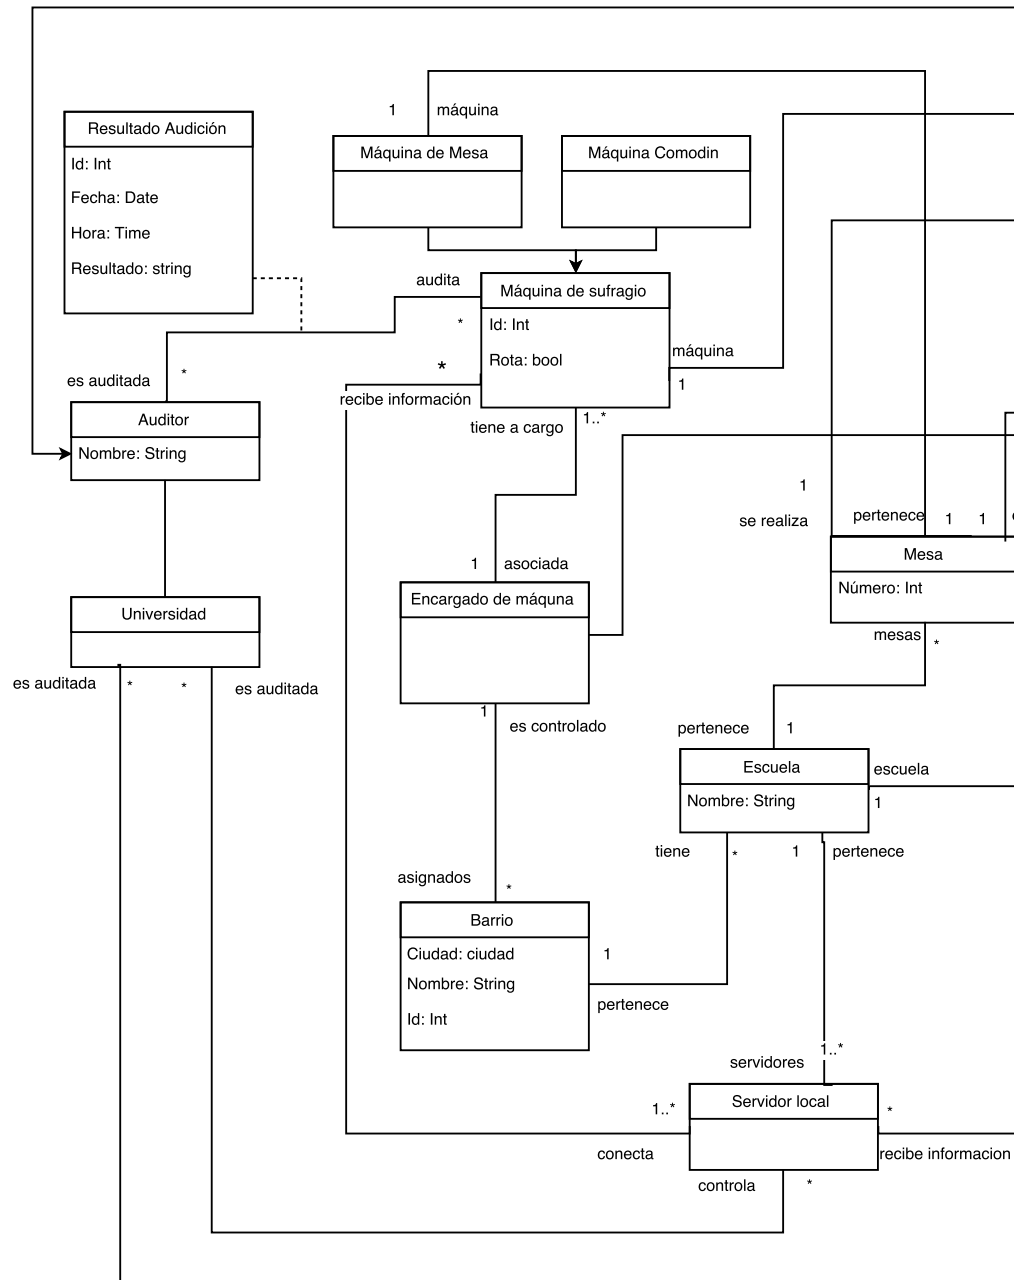 1
máquina
Resultado Audición
Id: Int
Fecha: Date
Hora: Time
Resultado: string
Máquina de Mesa
Máquina Comodin
audita
*
Máquina de sufragio
Id: Int
Rota: bool
máquina
1
*
recibe información
tiene a cargo
1..*
es auditada
*
Auditor
Nombre: String
1
se realiza
pertenece
1
1
Mesa
Número: Int
mesas
*
1
asociada
Encargado de máquna
Universidad
es auditada
*
*
es auditada
1
es controlado
pertenece
1
Escuela
Nombre: String
escuela
1
tiene
*
1
pertenece
asignados
*
Barrio
Ciudad: ciudad
Nombre: String
Id: Int
1
pertenece
1..*
servidores
Servidor local
1..*
*
conecta
recibe informacion
controla
*